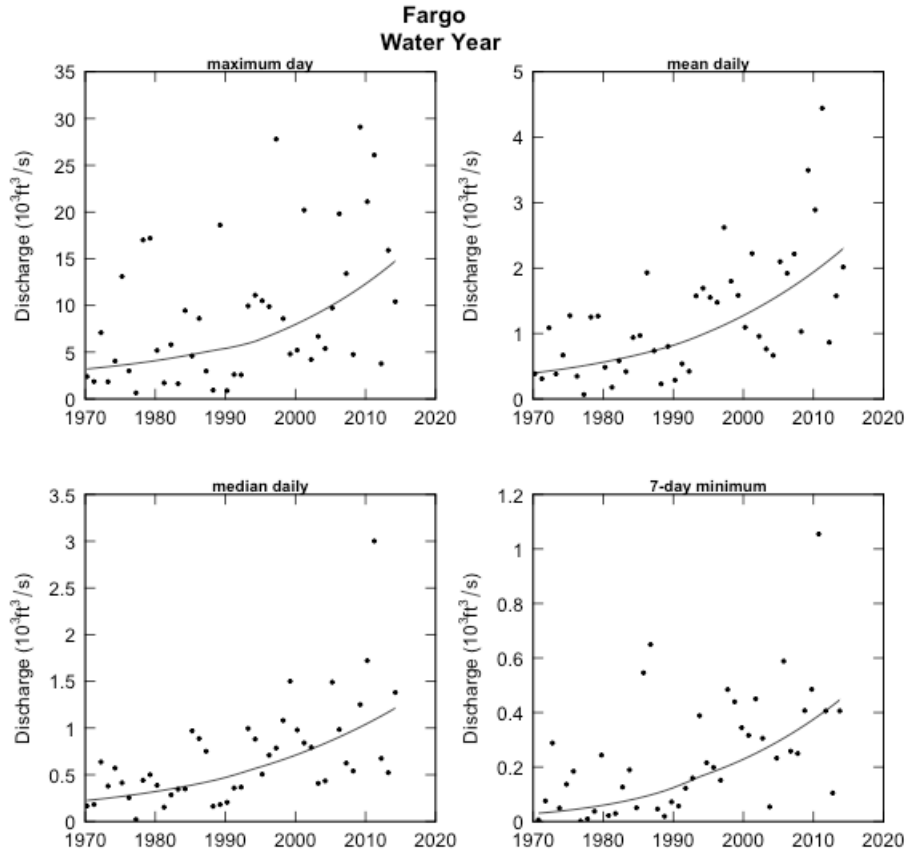 Fargo
Water Year
maximum day
35
30
25
20
15
10
5
0
Discharge (10³ft³/s)
1970 1980 1990 2000 2010 2020
mean daily
5
4
3
2
1
0
Discharge (10³ft³/s)
1970 1980 1990 2000 2010 2020
median daily
3.5
3
2.5
2
1.5
1
0.5
0
Discharge (10³ft³/s)
1970 1980 1990 2000 2010 2020
7-day minimum
1.2
1
0.8
0.6
0.4
0.2
0
Discharge (10³ft³/s)
1970 1980 1990 2000 2010 2020